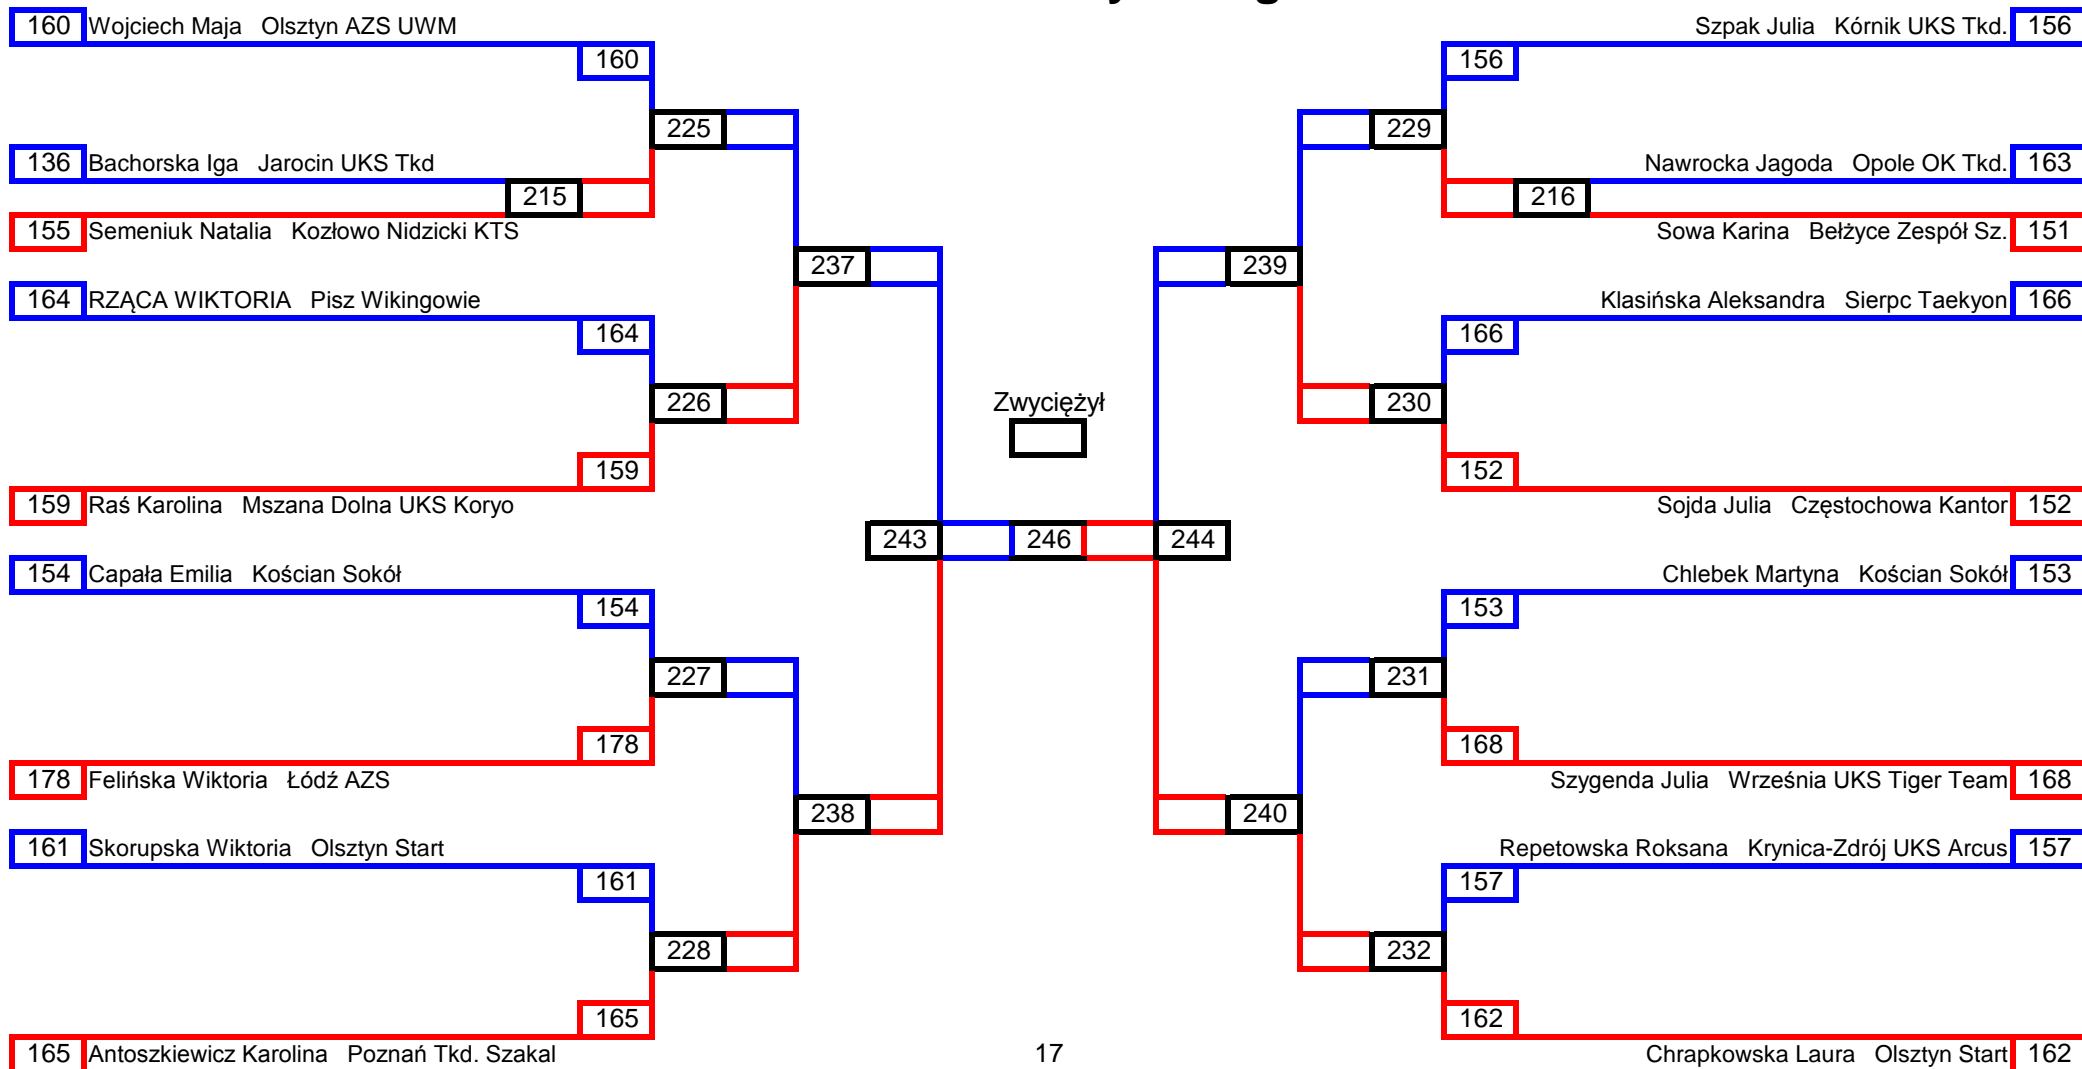 160 Wojciech Maja Olsztyn AZS UWM
Szpak Julia Kórnik UKS Tkd. 156
160
156
225
229
136 Bachorska Iga Jarocin UKS Tkd
Nawrocka Jagoda Opole OK Tkd. 163
215
216
155 Semeniuk Natalia Kozłowo Nidzicki KTS
Sowa Karina Bełżyce Zespół Sz. 151
237
239
164 RZĄCA WIKTORIA Pisz Wikingowie
Klasińska Aleksandra Sierpc Taekyon 166
164
166
226
Zwyciężył
230
159
152
159 Raś Karolina Mszana Dolna UKS Koryo
Sojda Julia Częstochowa Kantor 152
243
246
244
154 Capała Emilia Kościan Sokół
Chlebek Martyna Kościan Sokół 153
154
153
227
231
178
168
178 Felińska Wiktoria Łódź AZS
Szygenda Julia Września UKS Tiger Team 168
238
240
161 Skorupska Wiktoria Olsztyn Start
Repetowska Roksana Krynica-Zdrój UKS Arcus 157
161
157
228
232
165
162
165 Antoszkiewicz Karolina Poznań Tkd. Szakal
17
Chrapkowska Laura Olsztyn Start 162